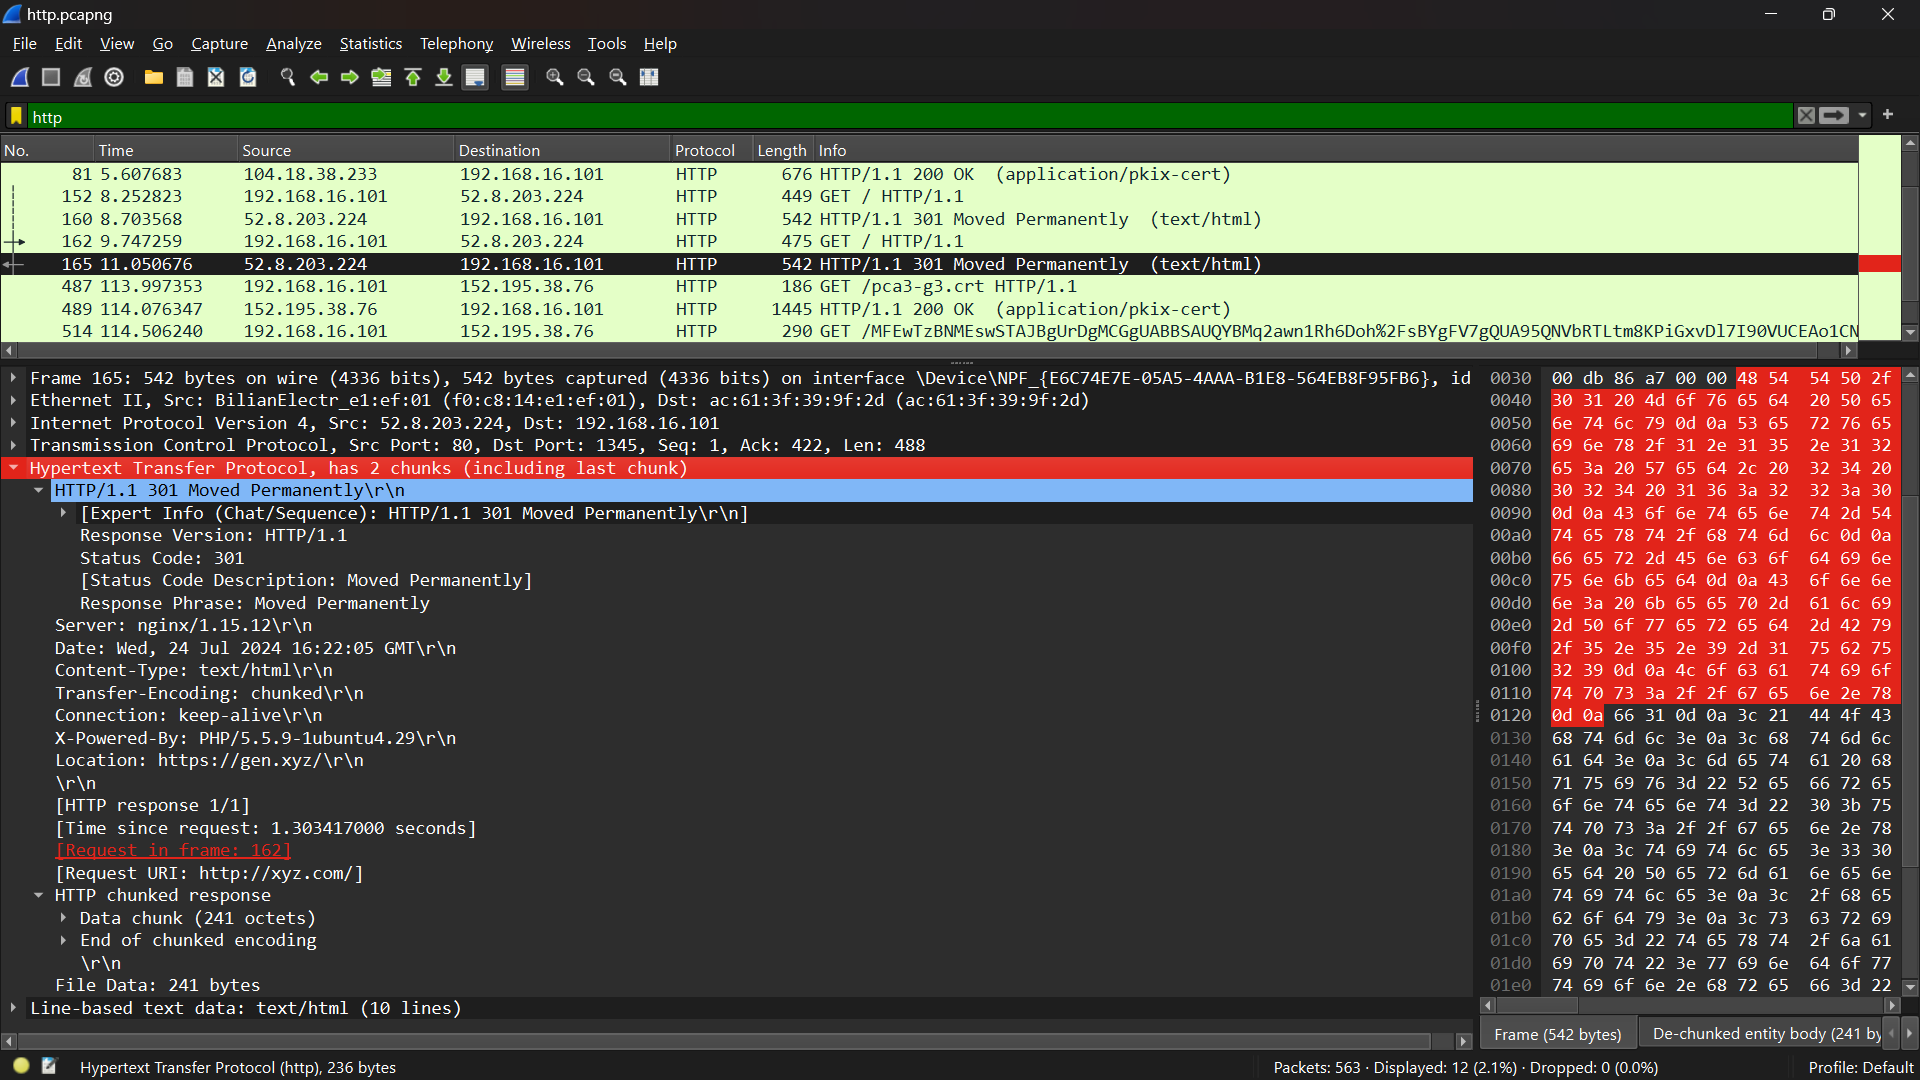 http.pcapng
File Edit View Go Capture Analyze Statistics Telephony Wireless Tools Help
http
No. Time Source Destination Protocol Length Info
81 5.607683 104.18.38.233 192.168.16.101 HTTP 676 HTTP/1.1 200 OK (application/pkix-cert)
152 8.252823 192.168.16.101 52.8.203.224 HTTP 449 GET / HTTP/1.1
160 8.703568 52.8.203.224 192.168.16.101 HTTP 542 HTTP/1.1 301 Moved Permanently (text/html)
162 9.747259 192.168.16.101 52.8.203.224 HTTP 475 GET / HTTP/1.1
165 11.050676 52.8.203.224 192.168.16.101 HTTP 542 HTTP/1.1 301 Moved Permanently (text/html)
487 113.997353 192.168.16.101 152.195.38.76 HTTP 186 GET /pca3-g3.crt HTTP/1.1
489 114.076347 152.195.38.76 192.168.16.101 HTTP 1445 HTTP/1.1 200 OK (application/pkix-cert)
514 114.506240 192.168.16.101 152.195.38.76 HTTP 290 GET /MFEwTzBNMEswSTAJBgUrDgMCGgUABBSAUQYBMq2awn1Rh6Doh%2FsBYgFV7gQUA95QNVbRTLtm8KPiGxvDl7I90VUCEAo1CN
Frame 165: 542 bytes on wire (4336 bits), 542 bytes captured (4336 bits) on interface \Device\NPF_{E6C74E7E-05A5-4AAA-B1E8-564EB8F95FB6}, id
Ethernet II, Src: BilianElectr_e1:ef:01 (f0:c8:14:e1:ef:01), Dst: ac:61:3f:39:9f:2d (ac:61:3f:39:9f:2d)
Internet Protocol Version 4, Src: 52.8.203.224, Dst: 192.168.16.101
Transmission Control Protocol, Src Port: 80, Dst Port: 1345, Seq: 1, Ack: 422, Len: 488
Hypertext Transfer Protocol, has 2 chunks (including last chunk)
HTTP/1.1 301 Moved Permanently\r\n
[Expert Info (Chat/Sequence): HTTP/1.1 301 Moved Permanently\r\n]
Response Version: HTTP/1.1
Status Code: 301
[Status Code Description: Moved Permanently]
Response Phrase: Moved Permanently
Server: nginx/1.15.12\r\n
Date: Wed, 24 Jul 2024 16:22:05 GMT\r\n
Content-Type: text/html\r\n
Transfer-Encoding: chunked\r\n
Connection: keep-alive\r\n
X-Powered-By: PHP/5.5.9-1ubuntu4.29\r\n
Location: https://gen.xyz/\r\n
\r\n
[HTTP response 1/1]
[Time since request: 1.303417000 seconds]
[Request in frame: 162]
[Request URI: http://xyz.com/]
HTTP chunked response
Data chunk (241 octets)
End of chunked encoding
\r\n
File Data: 241 bytes
Line-based text data: text/html (10 lines)
0030 00 db 86 a7 00 00 48 54 54 50 2f
0040 30 31 20 4d 6f 76 65 64 20 50 65
0050 6e 74 6c 79 0d 0a 53 65 72 76 65
0060 69 6e 78 2f 31 2e 31 35 2e 31 32
0070 65 3a 20 57 65 64 2c 20 32 34 20
0080 30 32 34 20 31 36 3a 32 32 3a 30
0090 0d 0a 43 6f 6e 74 65 6e 74 2d 54
00a0 74 65 78 74 2f 68 74 6d 6c 0d 0a
00b0 66 65 72 2d 45 6e 63 6f 64 69 6e
00c0 75 6e 6b 65 64 0d 0a 43 6f 6e 6e
00d0 6e 3a 20 6b 65 65 70 2d 61 6c 69
00e0 2d 50 6f 77 65 72 65 64 2d 42 79
00f0 2f 35 2e 35 2e 39 2d 31 75 62 75
0100 32 39 0d 0a 4c 6f 63 61 74 69 6f
0110 74 70 73 3a 2f 2f 67 65 6e 2e 78
0120 0d 0a 66 31 0d 0a 3c 21 44 4f 43
0130 68 74 6d 6c 3e 0a 3c 68 74 6d 6c
0140 61 64 3e 0a 3c 6d 65 74 61 20 68
0150 71 75 69 76 3d 22 52 65 66 72 65
0160 6f 6e 74 65 6e 74 3d 22 30 3b 75
0170 74 70 73 3a 2f 2f 67 65 6e 2e 78
0180 3e 0a 3c 74 69 74 6c 65 3e 33 30
0190 65 64 20 50 65 72 6d 61 6e 65 6e
01a0 74 69 74 6c 65 3e 0a 3c 2f 68 65
01b0 62 6f 64 79 3e 0a 3c 73 63 72 69
01c0 70 65 3d 22 74 65 78 74 2f 6a 61
01d0 69 70 74 22 3e 77 69 6e 64 6f 77
01e0 74 69 6f 6e 2e 68 72 65 66 3d 22
Frame (542 bytes) De-chunked entity body (241 by
Hypertext Transfer Protocol (http), 236 bytes
Packets: 563 · Displayed: 12 (2.1%) · Dropped: 0 (0.0%)
Profile: Default